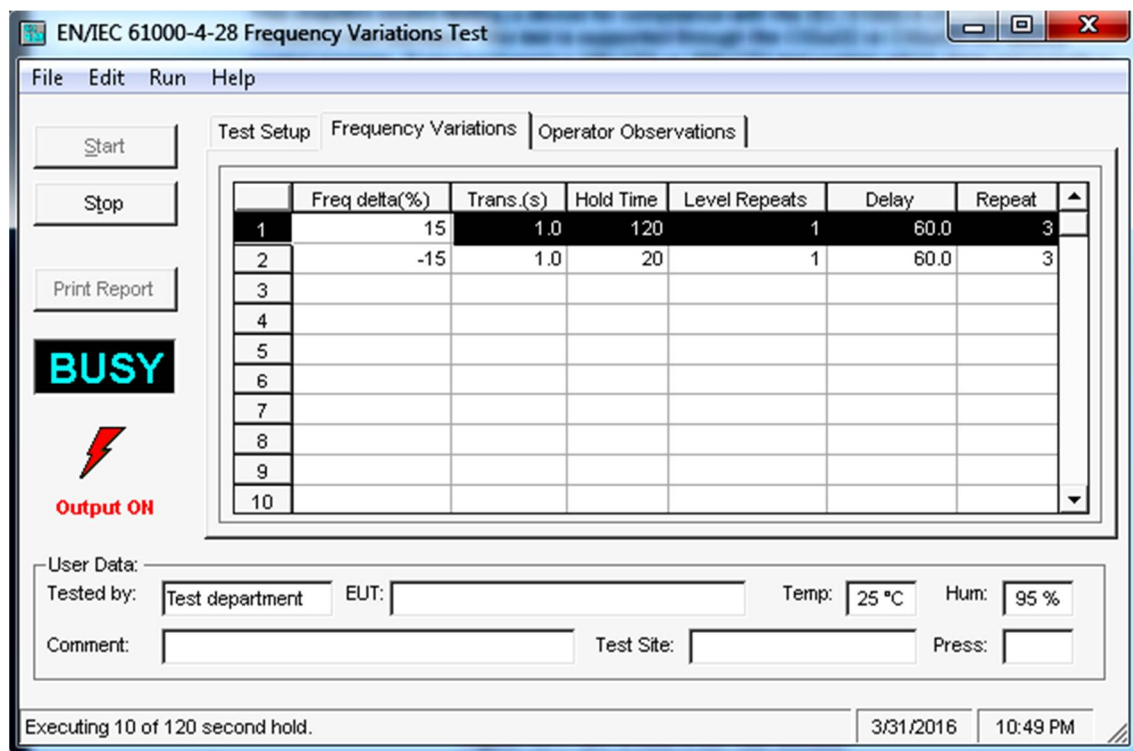 EN/IEC 61000-4-28 Frequency Variations Test
File Edit Run Help
Start
Stop
Print Report
BUSY
Output ON
Test Setup Frequency Variations Operator Observations
Freq delta(%) Trans.(s) Hold Time Level Repeats Delay Repeat
1 15 1.0 120 1 60.0 3
2 -15 1.0 20 1 60.0 3
3
4
5
6
7
8
9
10
User Data:
Tested by: Test department EUT: Temp: 25 °C Hum: 95 %
Comment: Test Site: Press:
Executing 10 of 120 second hold. 3/31/2016 10:49 PM